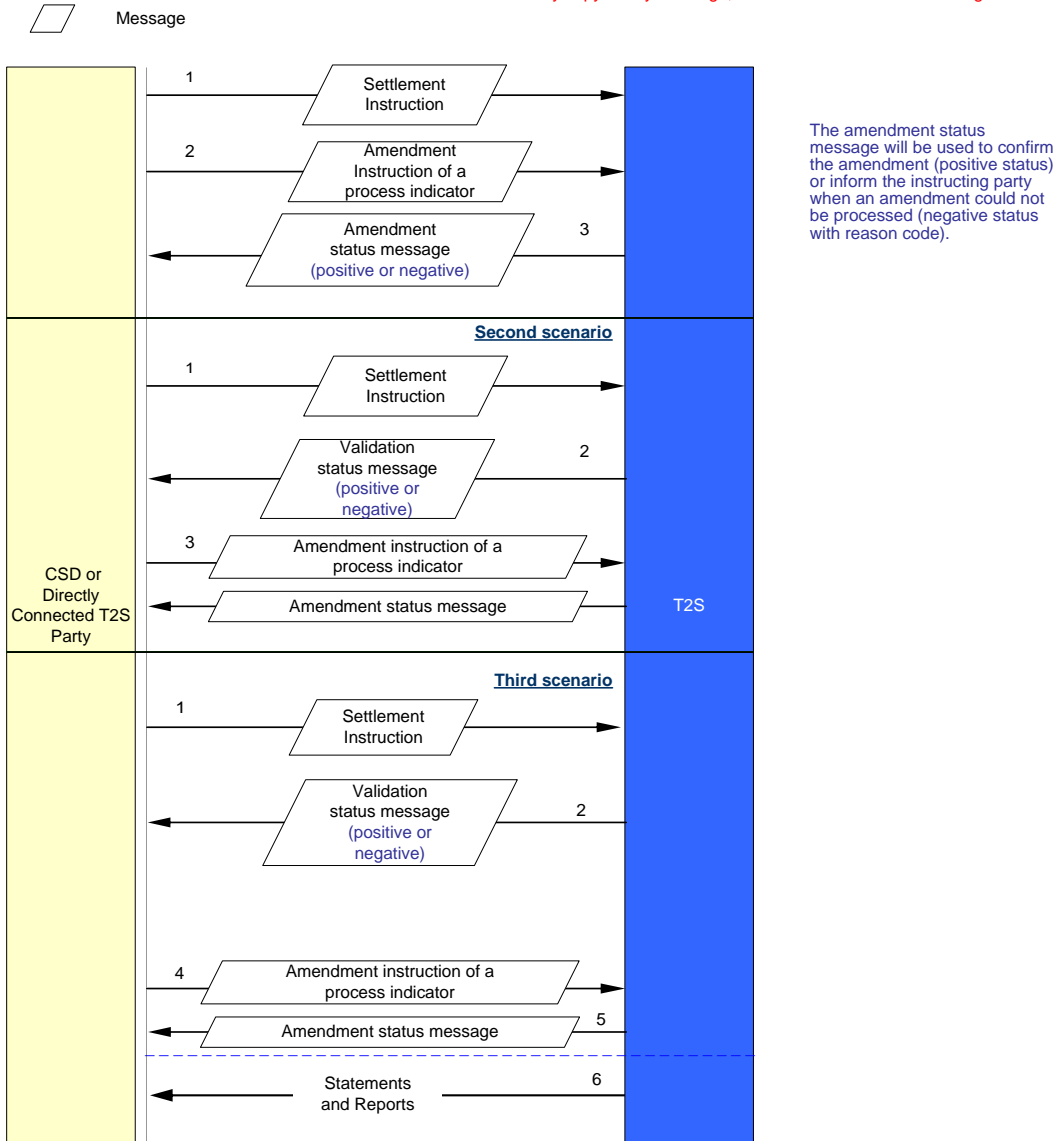 Message
1
Settlement
Instruction
2
Amendment
Instruction of a
process indicator
Amendment
status message
(positive or negative)
3
The amendment status
message will be used to confirm
the amendment (positive status)
or inform the instructing party
when an amendment could not
be processed (negative status
with reason code).
Second scenario
1
Settlement
Instruction
Validation
status message
(positive or
negative)
2
3
Amendment instruction of a
process indicator
Amendment status message
CSD or
Directly
Connected T2S
Party
T2S
Third scenario
1
Settlement
Instruction
Validation
status message
(positive or
negative)
2
4
Amendment instruction of a
process indicator
Amendment status message
5
Statements
and Reports
6